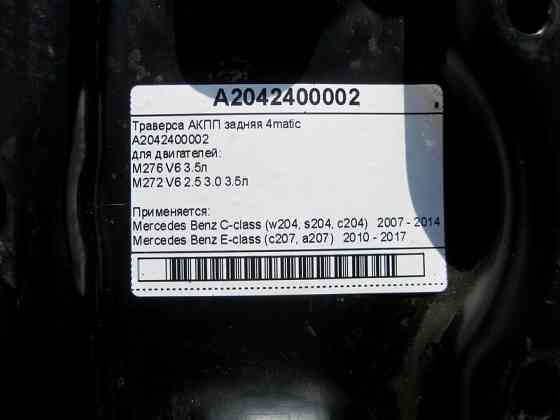 A2042400002
Траверса АКПП задняя 4matic
A2042400002
для двигателей:
M276 V6 3.5л
M272 V6 2.5 3.0 3.5л
Применяется:
Mercedes Benz C-class (w204, s204, c204) 2007 - 2014
Mercedes Benz E-class (c207, a207) 2010 - 2017